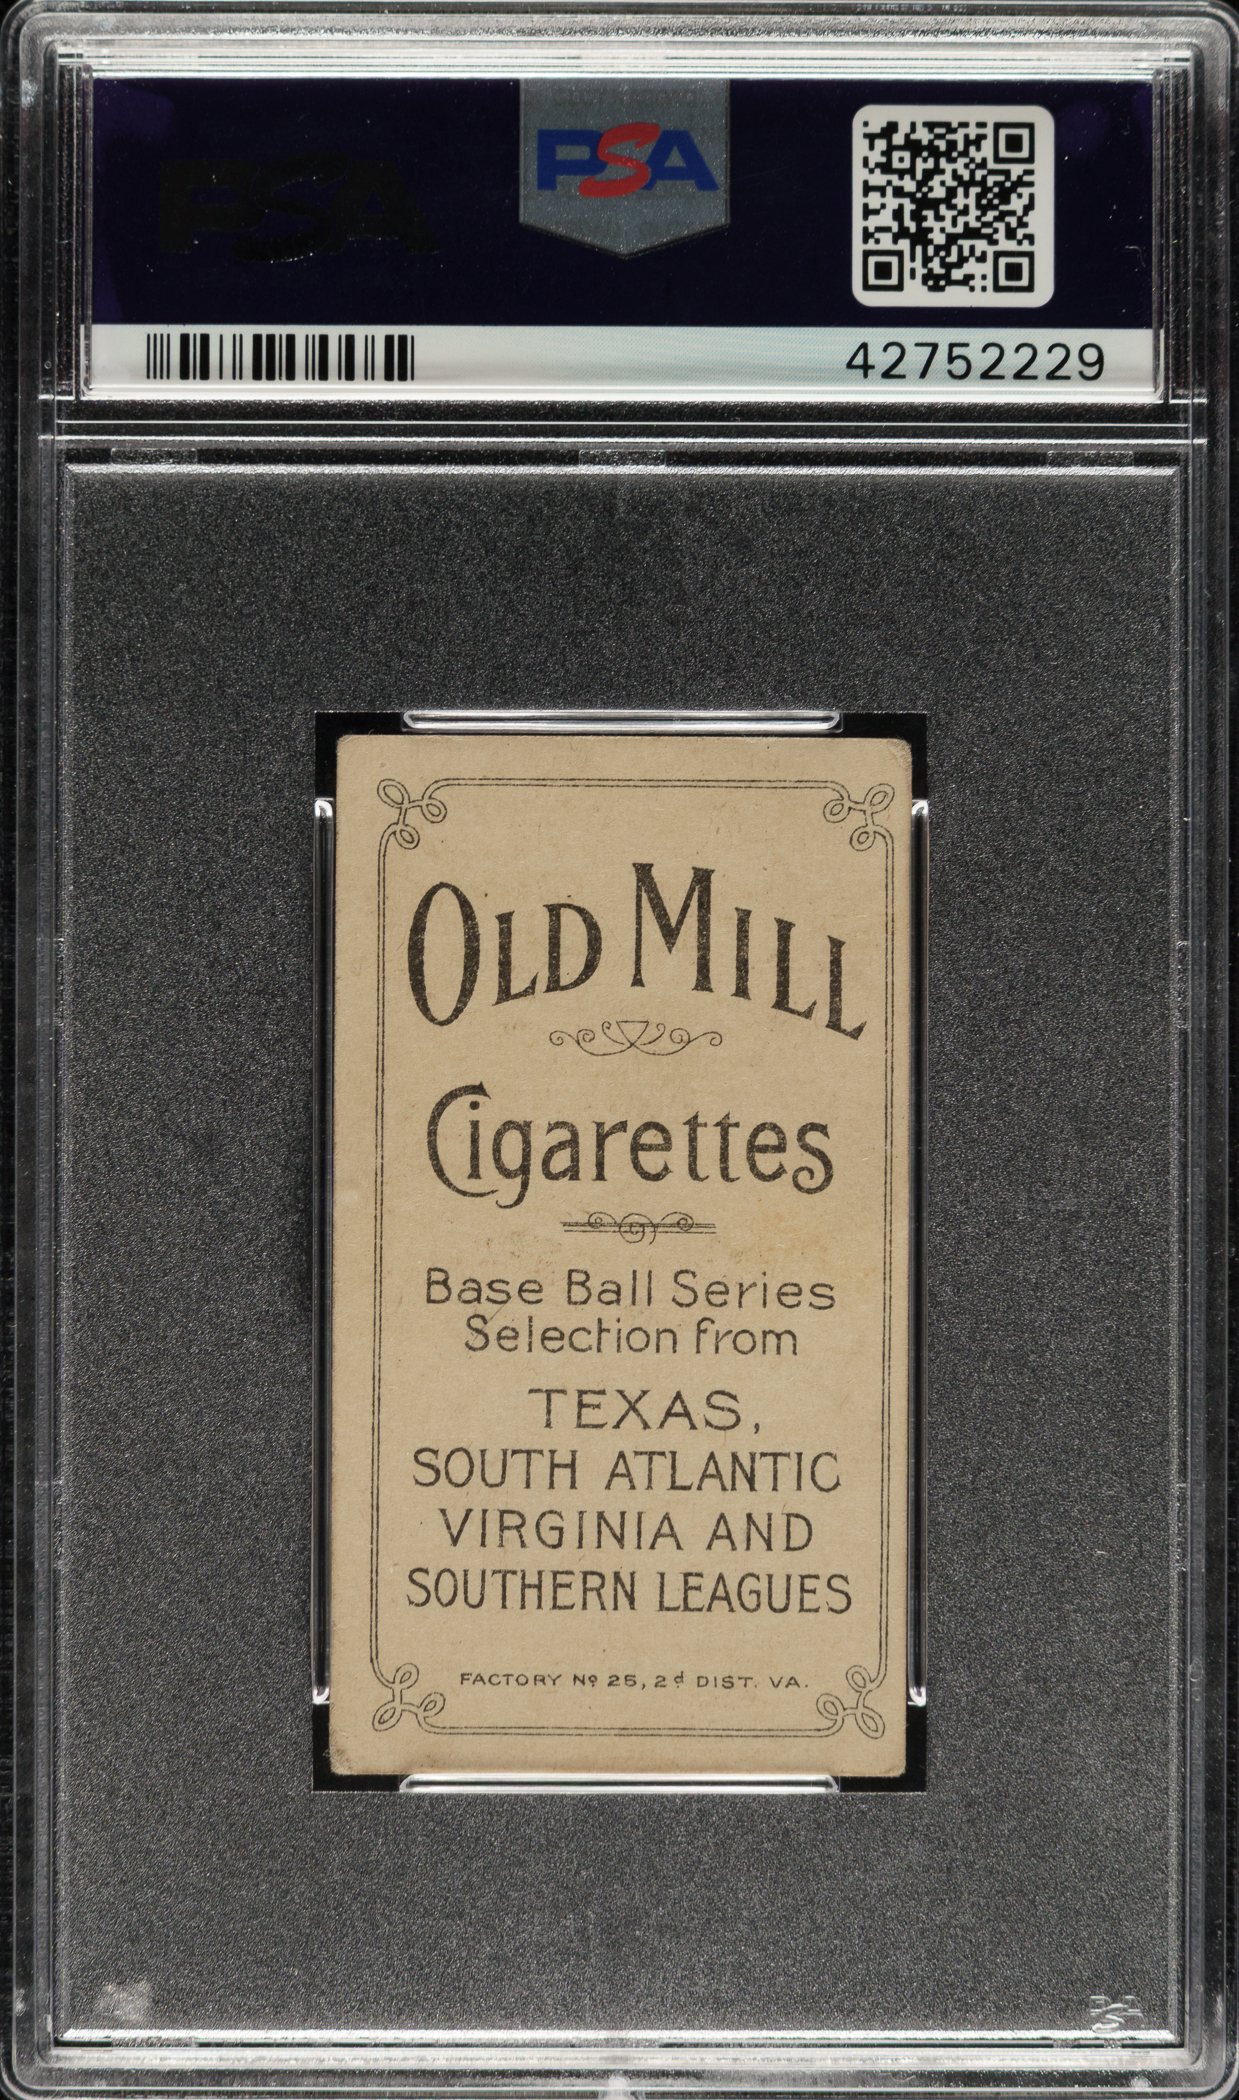 PSA
PSA
42752229
OLD MILL
Cigarettes
Base Ball Series
Selection from
TEXAS,
SOUTH ATLANTIC
VIRGINIA AND
SOUTHERN LEAGUES
FACTORY Nº 25, 2d DIST. VA.